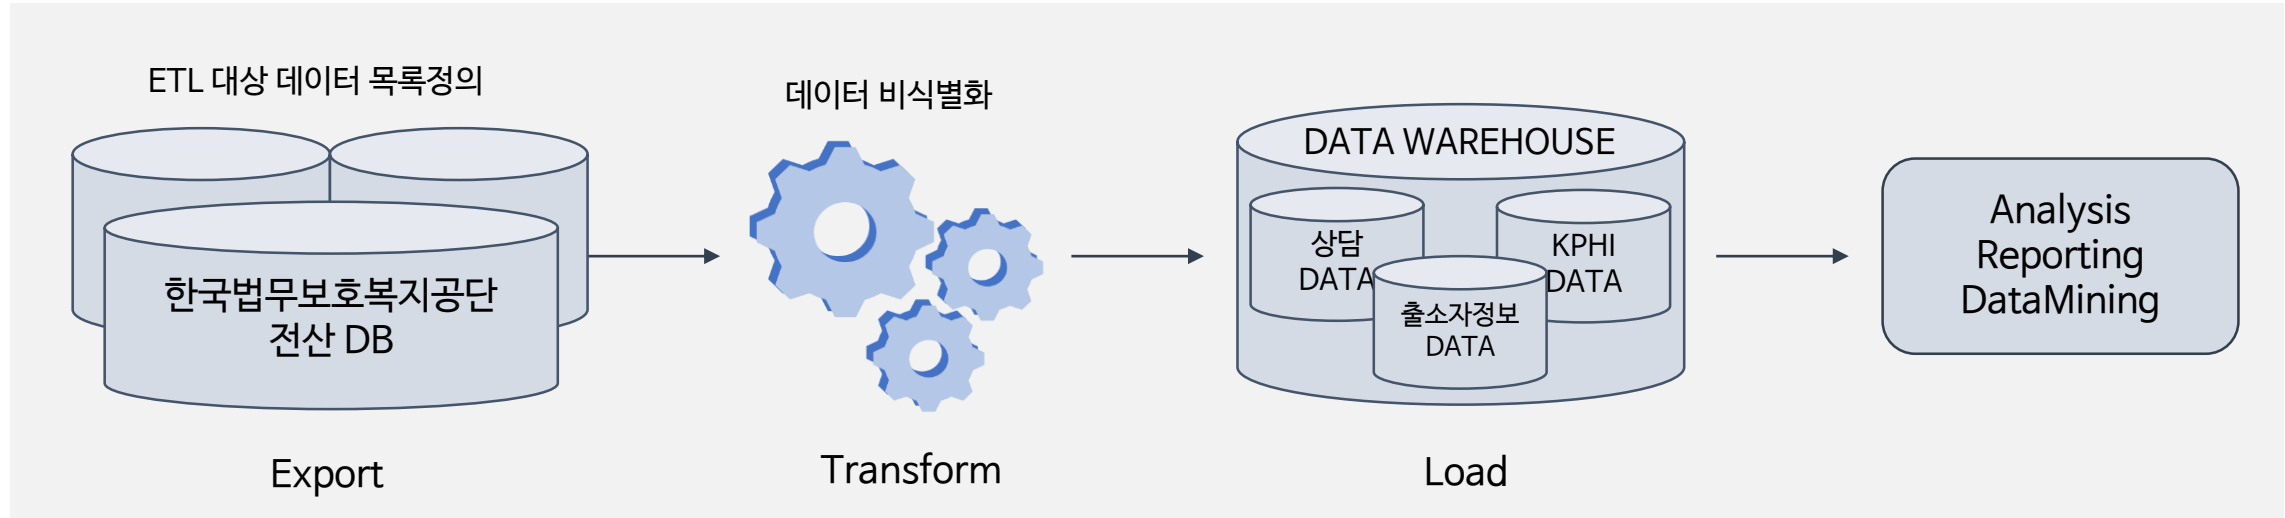 ETL 대상 데이터 목록정의
한국법무보호복지공단
전산 DB
Export
데이터 비식별화
Transform
DATA WAREHOUSE
상담
DATA
KPHI
DATA
출소자정보
DATA
Load
Analysis
Reporting
DataMining